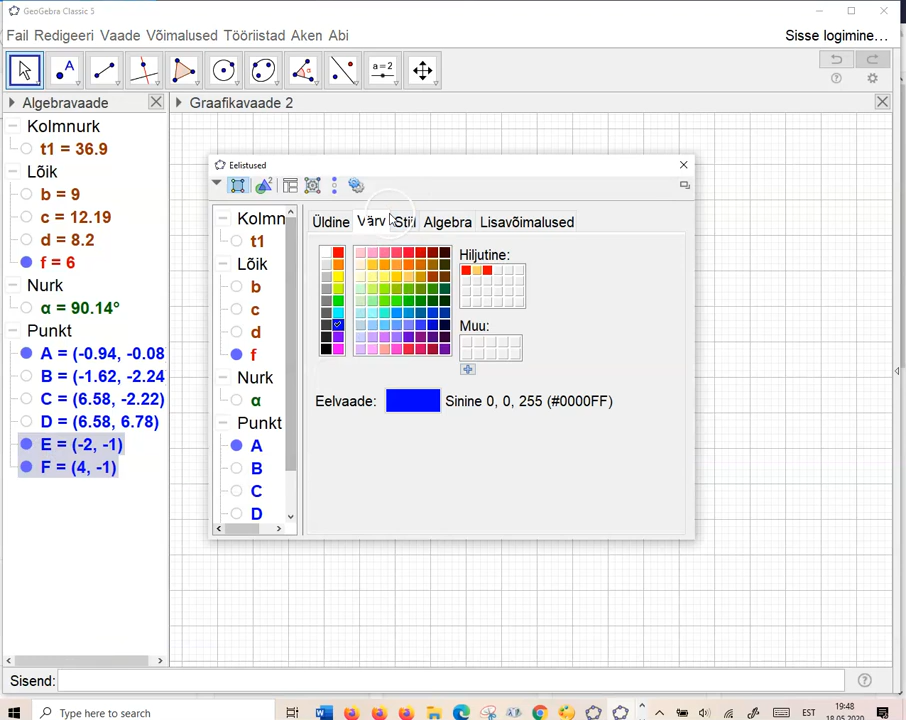 GeoGebra Classic 5
Fail Redigeeri Vaade Võimalused Tööriistad Aken Abi
Sisse logimine...
A
a = 2
Algebravaade
Graafikavaade 2
Kolmnurk
t1 = 36.9
Lõik
b = 9
c = 12.19
d = 8.2
f = 6
Nurk
α = 90.14°
Punkt
A = (-0.94, -0.08
B = (-1.62, -2.24
C = (6.58, -2.22)
D = (6.58, 6.78)
E = (-2, -1)
F = (4, -1)
Eelistused
Kolmn
t1
Lõik
b
c
d
f
Nurk
α
Punkt
A
B
C
D
Üldine Värv Stiil Algebra Lisavõimalused
Hiljutine:
Muu:
Eelvaade:
Sinine 0, 0, 255 (#0000FF)
Sisend:
Type here to search
EST
19:48
18.05.2020